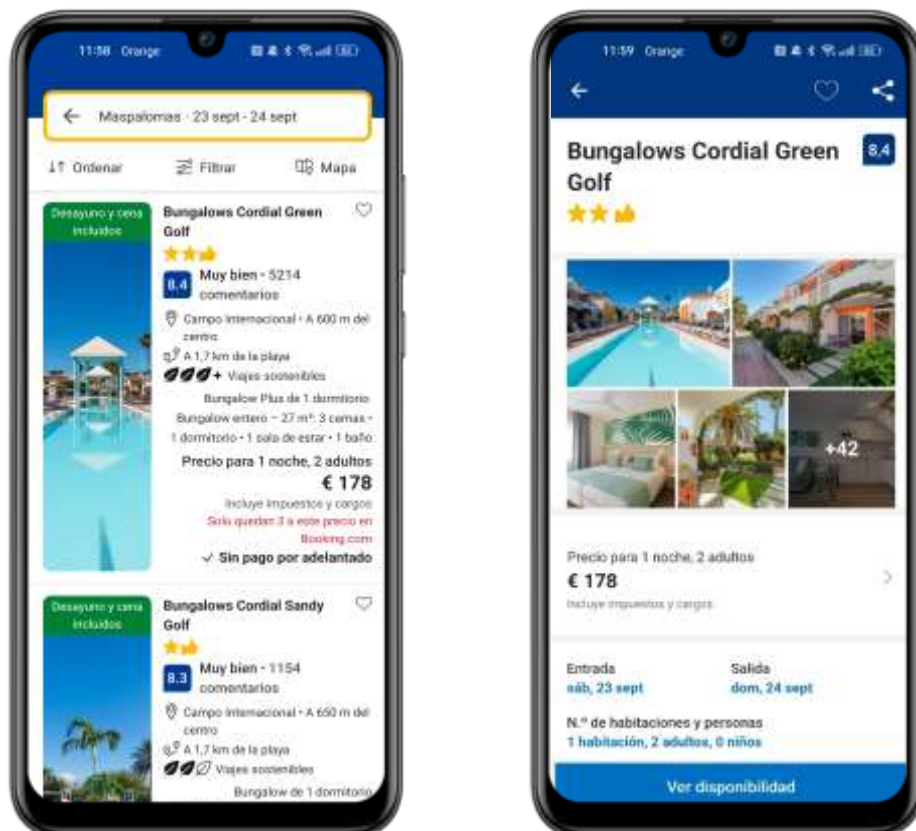 11:58 Orange
Maspalomas · 23 sept - 24 sept
Ordenar
Filtrar
Mapa
Desayuno y cena
incluidos
Bungalows Cordial Green
Golf
8.4
Muy bien · 5214
comentarios
Campo Internacional · A 600 m del
centro
A 1,7 km de la playa
+ Viajes sostenibles
Bungalow Plus de 1 dormitorio:
Bungalow entero – 27 m²: 3 camas •
1 dormitorio • 1 sala de estar • 1 baño
Precio para 1 noche, 2 adultos
€ 178
Incluye impuestos y cargos
Solo quedan 3 a este precio en
Booking.com
Sin pago por adelantado
Desayuno y cena
incluidos
Bungalows Cordial Sandy
Golf
8.3
Muy bien · 1154
comentarios
Campo Internacional · A 650 m del
centro
A 1,7 km de la playa
Viajes sostenibles
Bungalow de 1 dormitorio
11:59 Orange
Bungalows Cordial Green
Golf
8,4
+42
Precio para 1 noche, 2 adultos
€ 178
Incluye impuestos y cargos
Entrada
sáb, 23 sept
Salida
dom, 24 sept
N.º de habitaciones y personas
1 habitación, 2 adultos, 0 niños
Ver disponibilidad